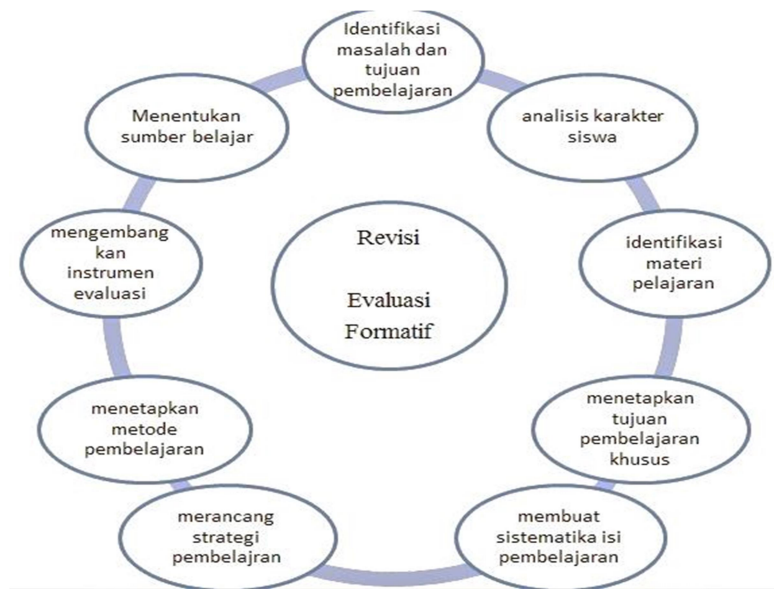 Identifikasi
masalah dan
tujuan
pembelajaran
analisis karakter
siswa
identifikasi
materi
pelajaran
menetapkan
tujuan
pembelajaran
khusus
membuat
sistematika isi
pembelajaran
merancang
strategi
pembelajran
menetapkan
metode
pembelajaran
mengembang
kan
instrumen
evaluasi
Menentukan
sumber belajar
Revisi
Evaluasi
Formatif